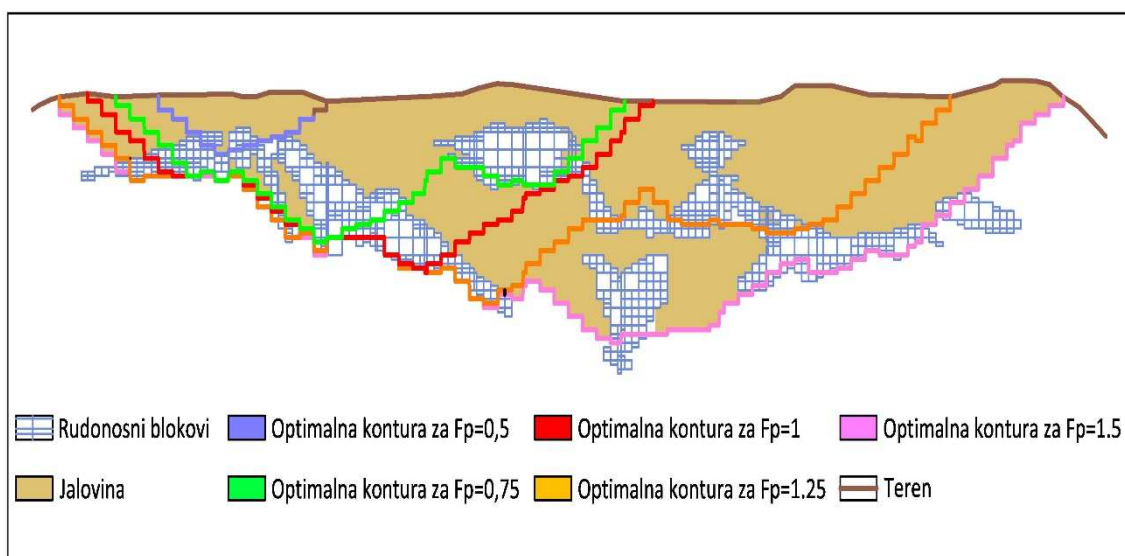 Rudonosni blokovi Optimalna kontura za Fp=0,5 Optimalna kontura za Fp=1 Optimalna kontura za Fp=1.5
Jalovina Optimalna kontura za Fp=0,75 Optimalna kontura za Fp=1.25 Teren